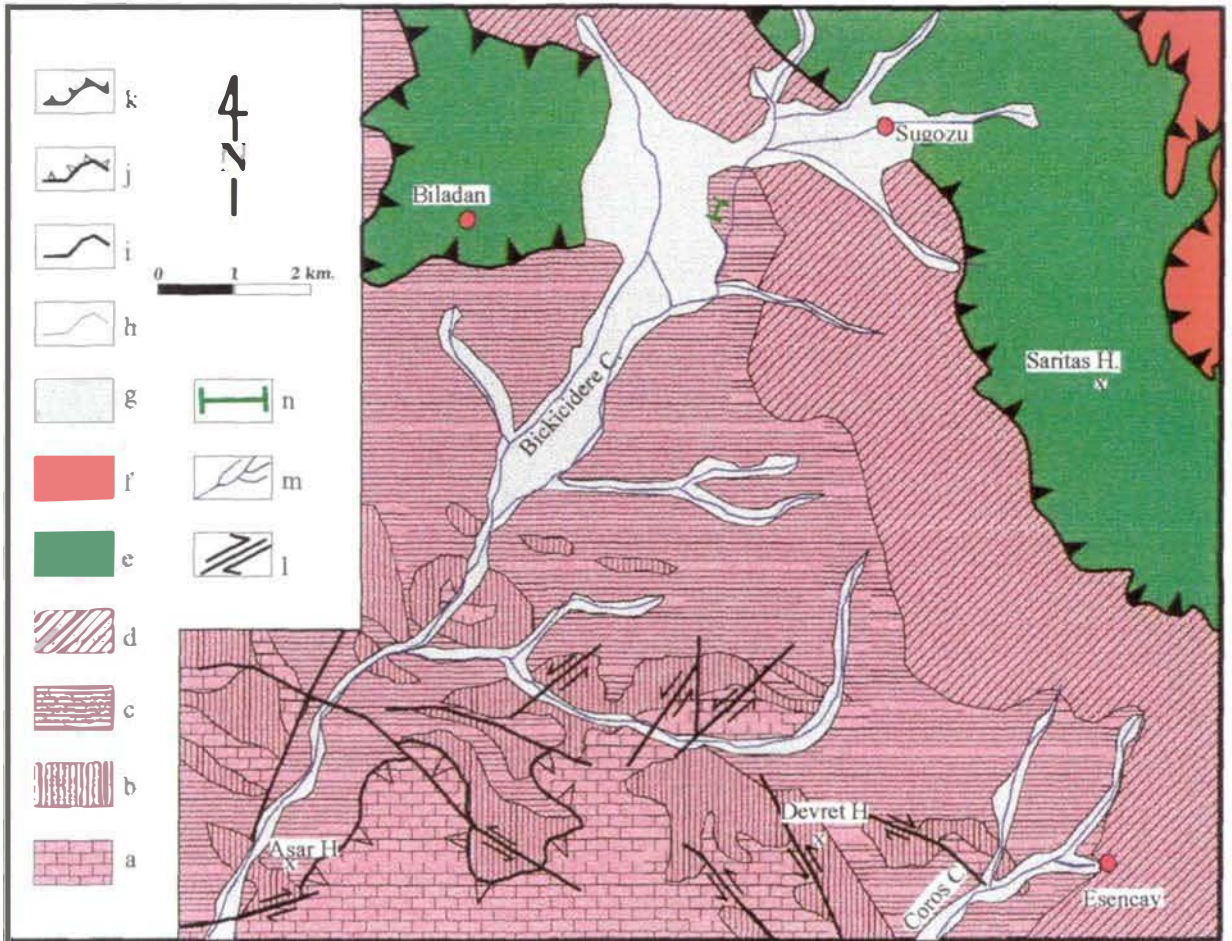 k
j
i
h
g
f
e
d
c
b
a
N
0 1 2 km.
n
m
l
Sugozu
Biladan
Saritas H.
Bickicidere C.
Devret H
Asar H
Coros C.
Esencay